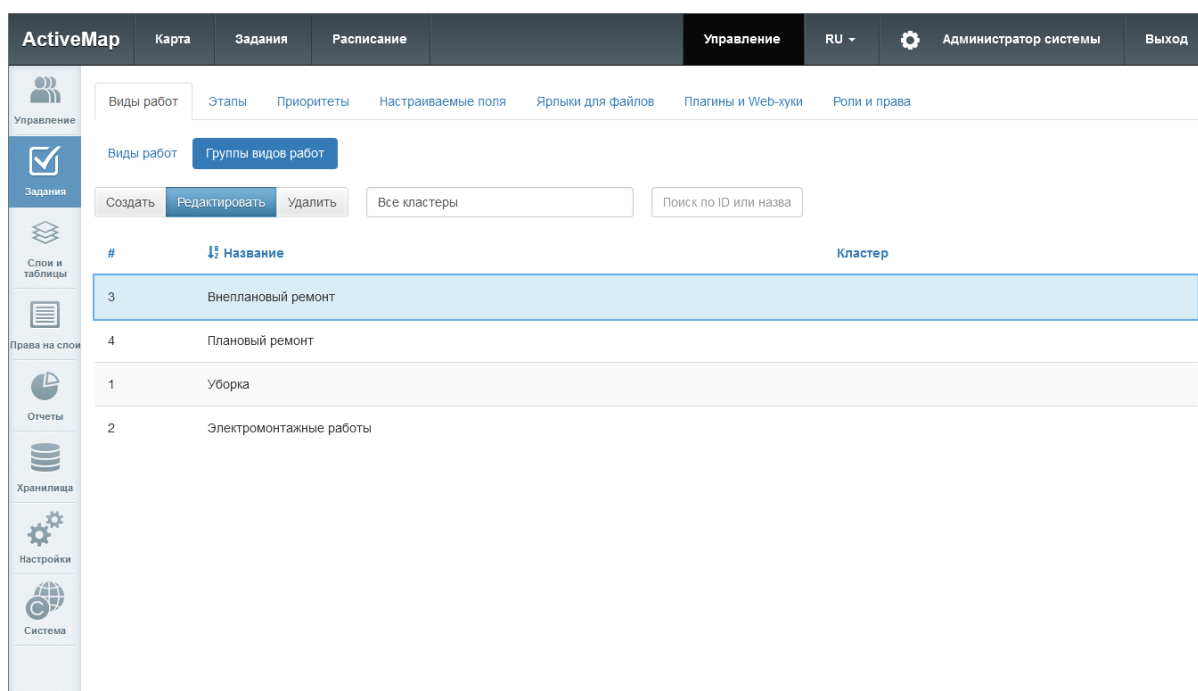 ActiveMap Карта Задания Расписание Управление RU Администратор системы Выход
Управление
Задания
Слои и
таблицы
Права на слои
Отчеты
Хранилища
Настройки
Система
Виды работ Этапы Приоритеты Настраиваемые поля Ярлыки для файлов Плагины и Web-хуки Роли и права
Виды работ Группы видов работ
Создать Редактировать Удалить Все кластеры Поиск по ID или назва
# Название Кластер
3 Внеплановый ремонт
4 Плановый ремонт
1 Уборка
2 Электромонтажные работы